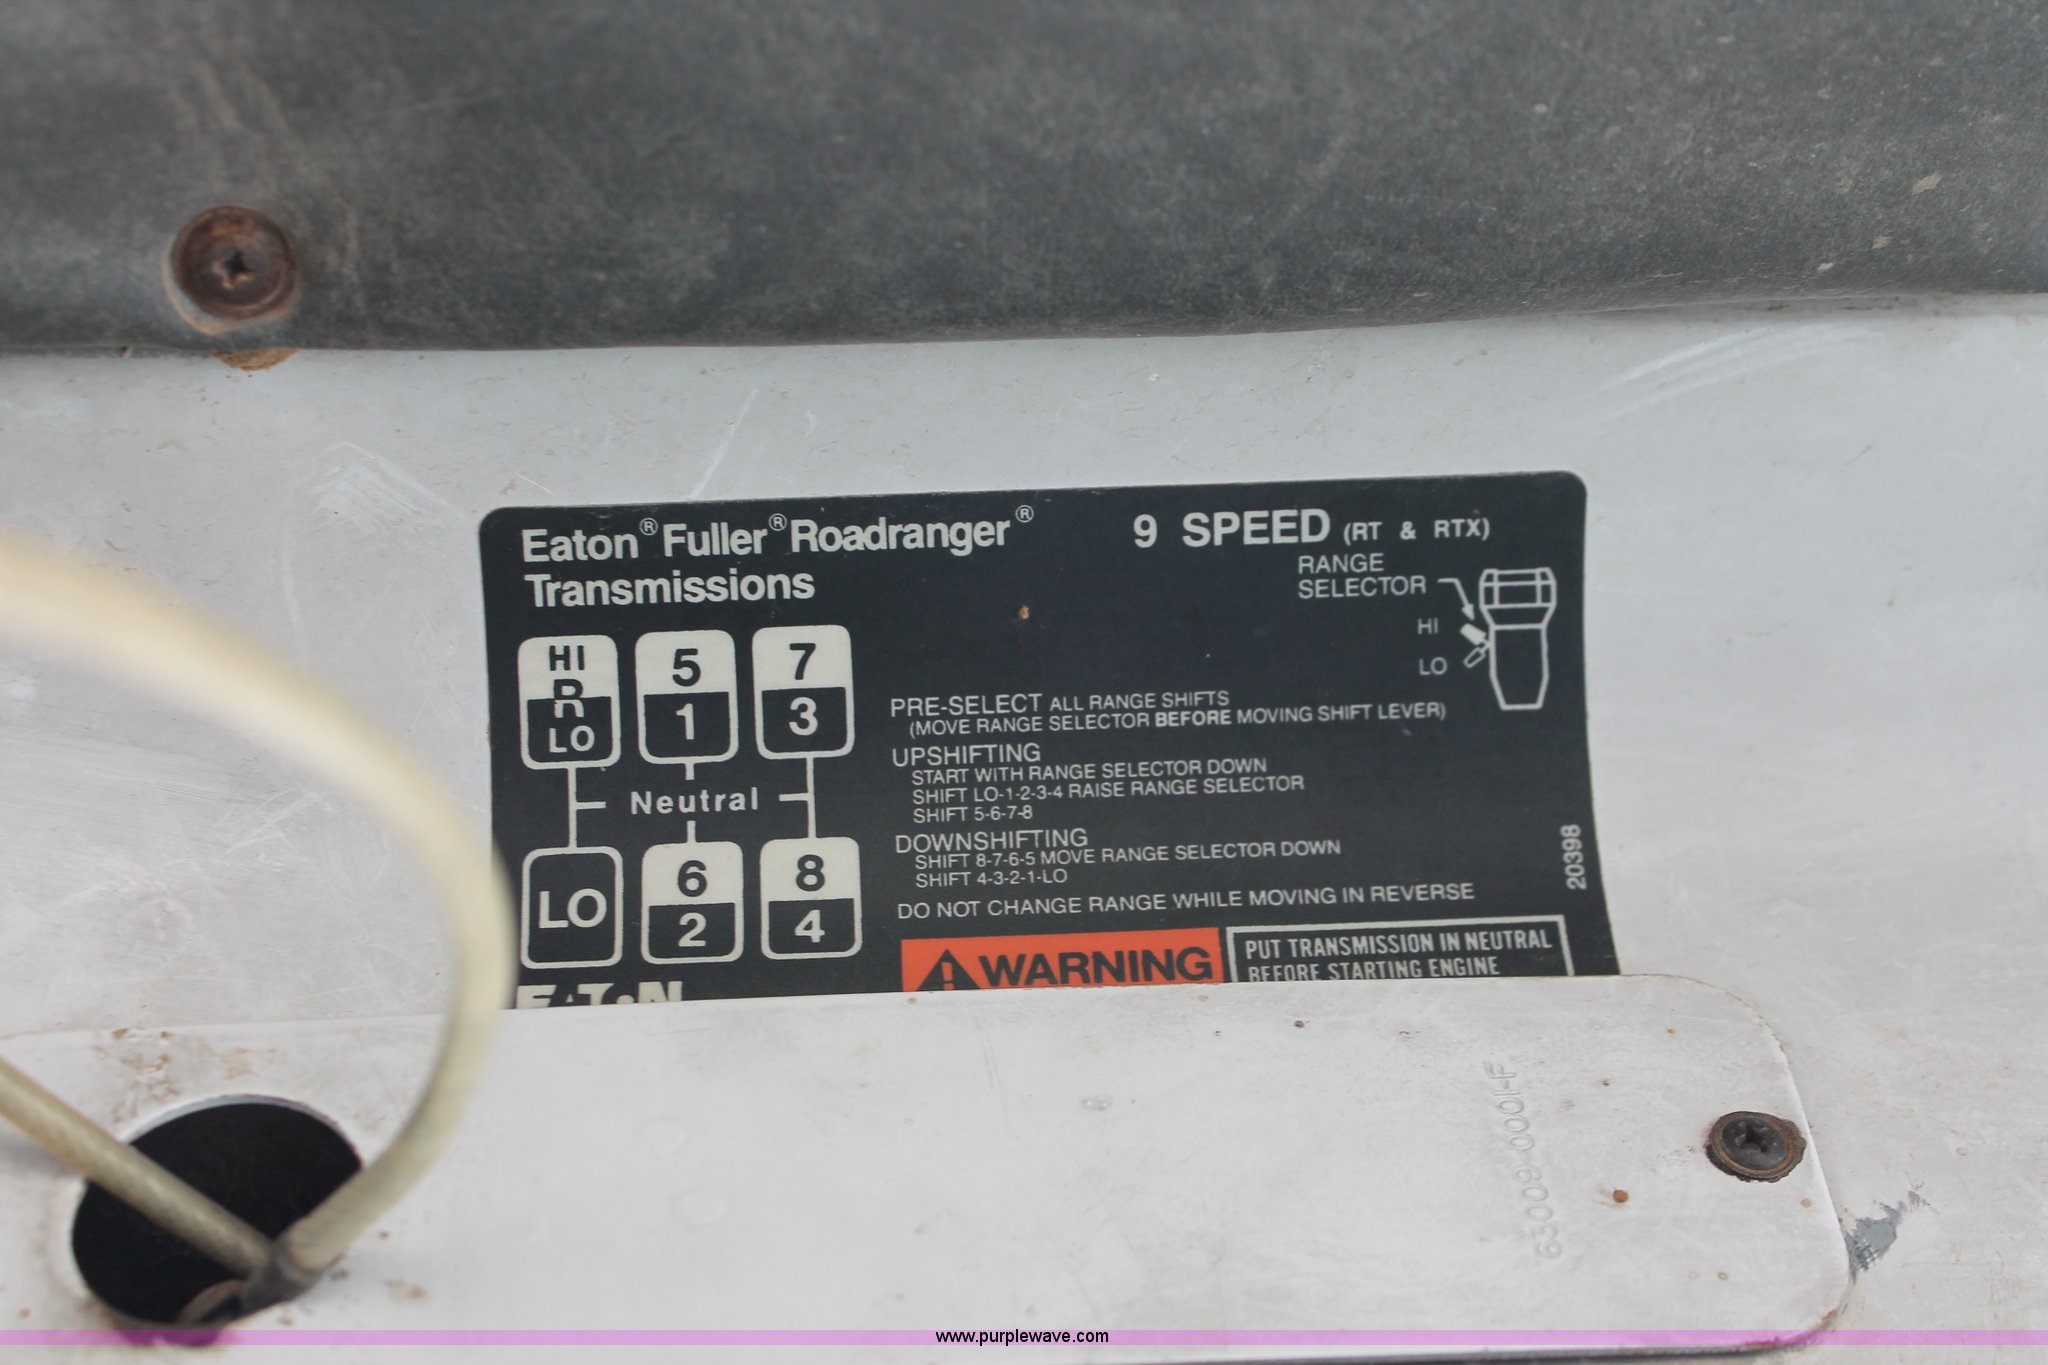 Eaton® Fuller® Roadranger®
Transmissions
9 SPEED (RT & RTX)
RANGE
SELECTOR
HI
LO
HI
R
LO
5
1
7
3
Neutral
LO
6
2
8
4
EATON
PRE-SELECT ALL RANGE SHIFTS
(MOVE RANGE SELECTOR BEFORE MOVING SHIFT LEVER)
UPSHIFTING
START WITH RANGE SELECTOR DOWN
SHIFT LO-1-2-3-4 RAISE RANGE SELECTOR
SHIFT 5-6-7-8
DOWNSHIFTING
SHIFT 8-7-6-5 MOVE RANGE SELECTOR DOWN
SHIFT 4-3-2-1-LO
DO NOT CHANGE RANGE WHILE MOVING IN REVERSE
20398
WARNING
PUT TRANSMISSION IN NEUTRAL
BEFORE STARTING ENGINE
63009-0001-F
www.purplewave.com